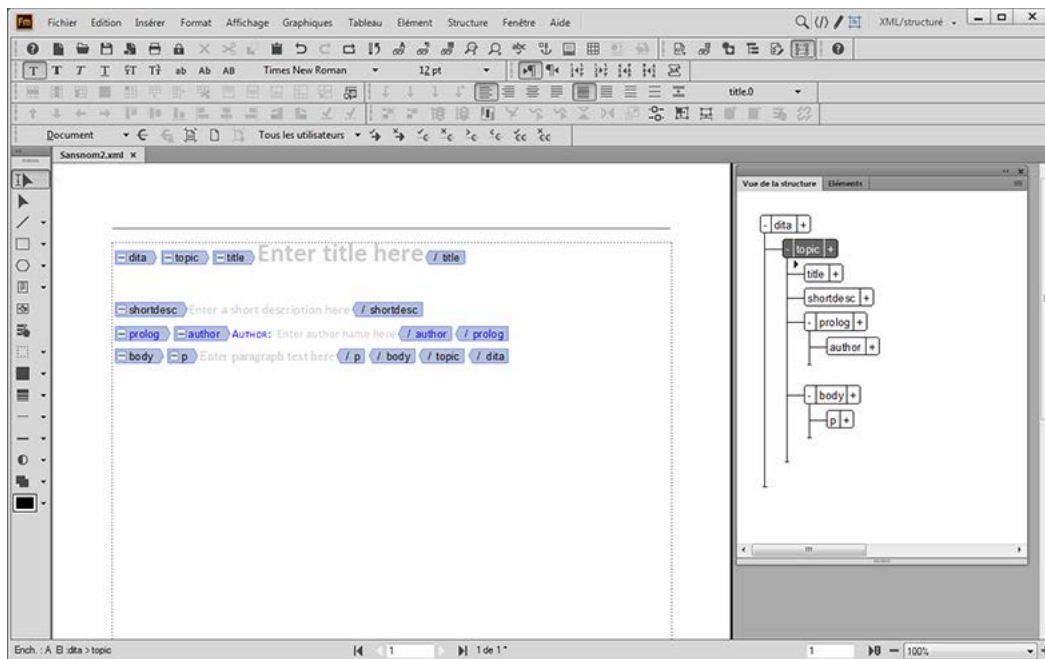 Fm Fichier Edition Insérer Format Affichage Graphiques Tableau Elément Structure Fenêtre Aide XML/structuré
T T T T ab Ab AB Times New Roman 12 pt
title.0
Document Tous les utilisateurs
Sansnom2.xml
dita topic title Enter title here / title
shortdesc Enter a short description here / shortdesc
prolog author AUTHOR: Enter author name here / author / prolog
body p Enter paragraph text here / p / body / topic / dita
Vue de la structure Eléments
- dita +
- topic +
title +
shortdesc +
- prolog +
author +
- body +
p +
Ench. : A El :dita > topic 1 1 de 1 * 1 100%